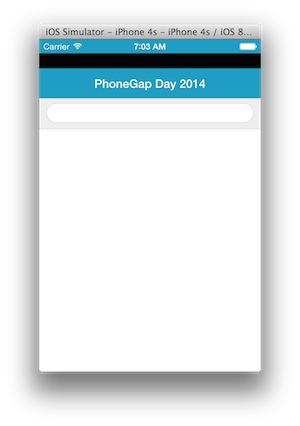 iOS Simulator – iPhone 4s – iPhone 4s / iOS 8...
Carrier 7:03 AM
PhoneGap Day 2014